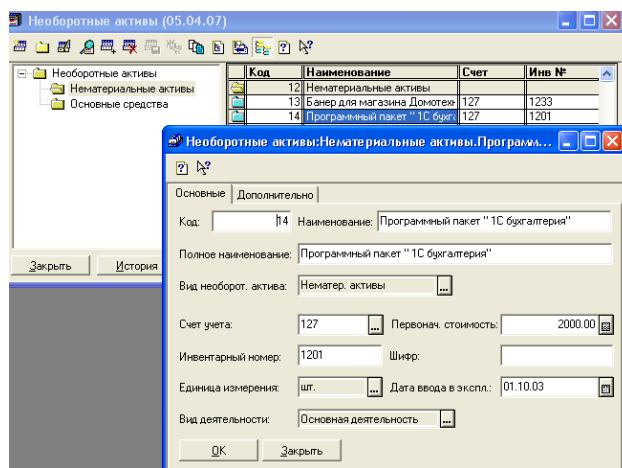 Необоротные активы (05.04.07)
Необоротные активы
Нематериальные активы
Основные средства
Код Наименование Счет Инв №
12 Нематериальные активы
13 Банер для магазина Домотехн 127 1233
14 Программный пакет "1С бухга 127 1201
Закрыть История
Необоротные активы:Нематериальные активы.Программ...
Основные Дополнительно
Код: 14 Наименование: Программный пакет "1С бухгалтерия"
Полное наименование: Программный пакет "1С бухгалтерия"
Вид необорот. актива: Нематер. активы ...
Счет учета: 127 ... Первонач. стоимость: 2000.00
Инвентарный номер: 1201 Шифр:
Единица измерения: шт. ... Дата ввода в экспл.: 01.10.03
Вид деятельности: Основная деятельность ...
OK Закрыть